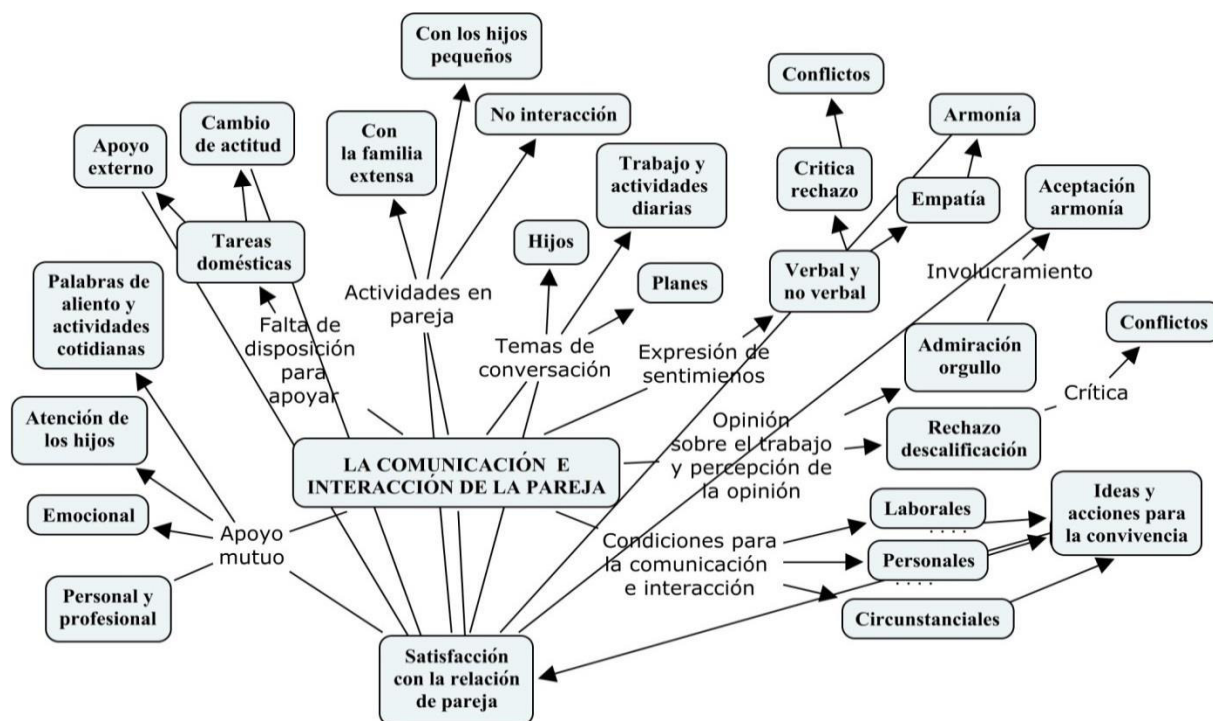 Con los hijos
pequeños
Conflictos
Cambio
de actitud
No interacción
Armonía
Apoyo
externo
Con
la familia
extensa
Trabajo y
actividades
diarias
Critica
rechazo
Empatía
Aceptación
armonía
Tareas
domésticas
Hijos
Verbal y
no verbal
Involucramiento
Palabras de
aliento y
actividades
cotidianas
Actividades en
pareja
Planes
Conflictos
Falta de
disposición
para
apoyar
Temas de
conversación
Expresión de
sentimienos
Admiración
orgullo
Crítica
Atención de
los hijos
Opinión
sobre el trabajo
y percepción de
la opinión
Rechazo
descalificación
LA COMUNICACIÓN E
INTERACCIÓN DE LA PAREJA
Emocional
Apoyo
mutuo
Condiciones para
la comunicación
e interacción
Laborales
....
Ideas y
acciones para
la convivencia
Personales
....
Personal y
profesional
Circunstanciales
Satisfacción
con la relación
de pareja